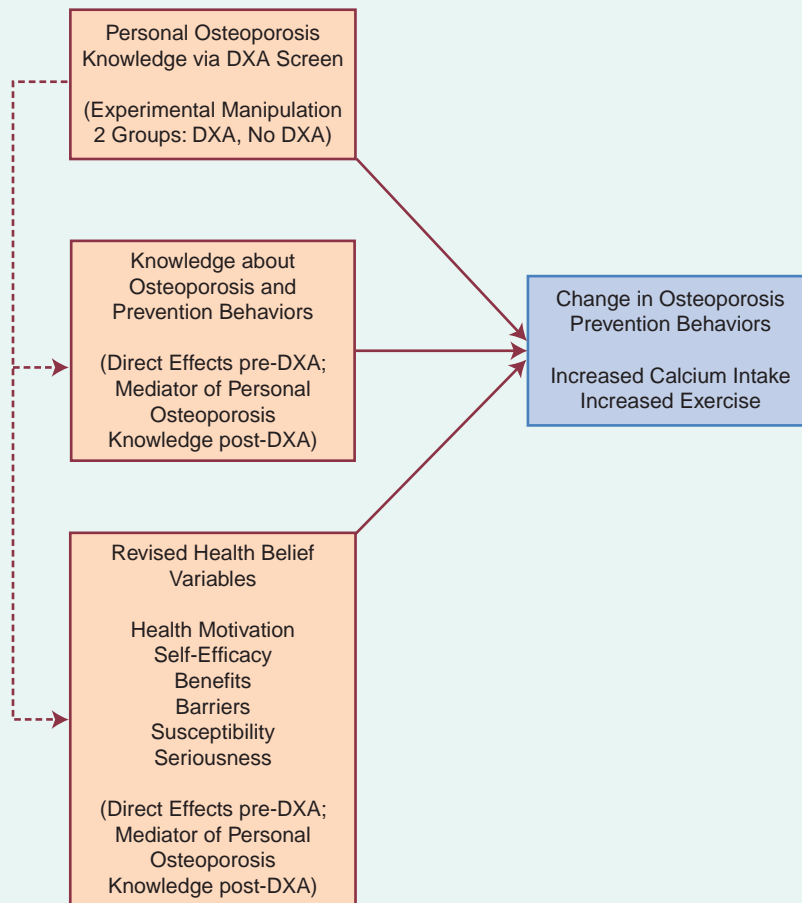 Personal Osteoporosis
Knowledge via DXA Screen
(Experimental Manipulation
2 Groups: DXA, No DXA)
Knowledge about
Osteoporosis and
Prevention Behaviors
(Direct Effects pre-DXA;
Mediator of Personal
Osteoporosis
Knowledge post-DXA)
Change in Osteoporosis
Prevention Behaviors
Increased Calcium Intake
Increased Exercise
Revised Health Belief
Variables
Health Motivation
Self-Efficacy
Benefits
Barriers
Susceptibility
Seriousness
(Direct Effects pre-DXA;
Mediator of Personal
Osteoporosis
Knowledge post-DXA)